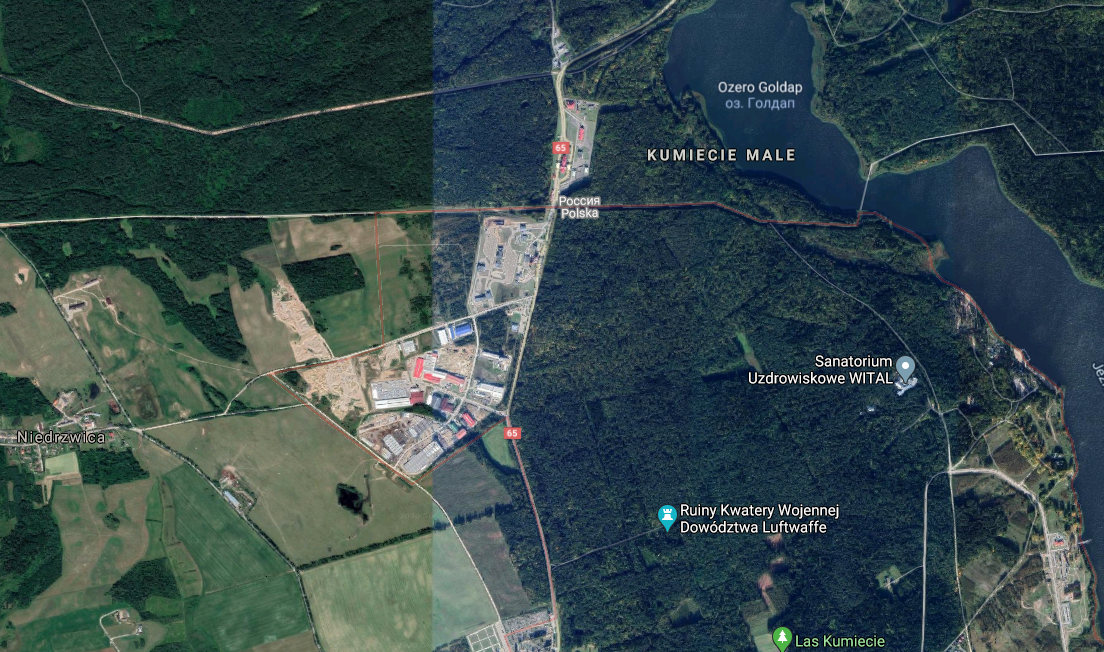 Ozero Goldap
оз. Голдап
65
KUMIECIE MALE
Россия
Polska
Sanatorium
Uzdrowiskowe WITAL
65
Niedrzwica
Ruiny Kwatery Wojennej
Dowództwa Luftwaffe
Las Kumiecie